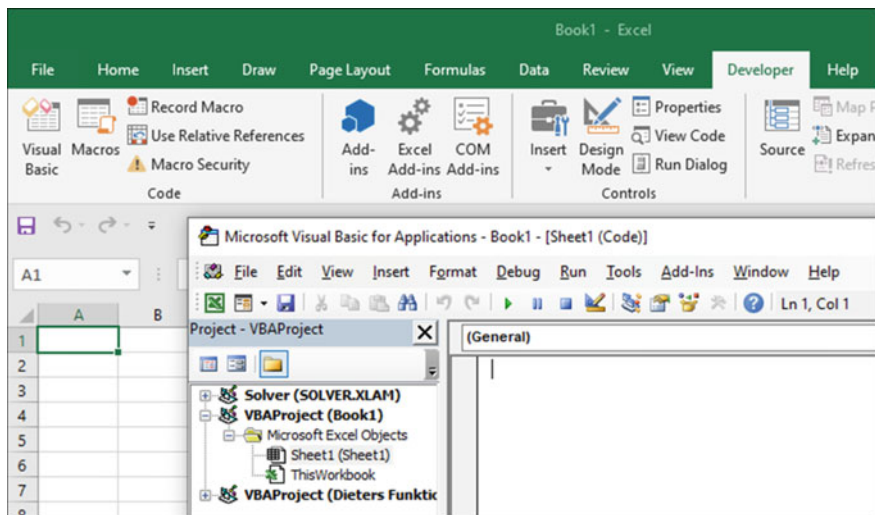 Book1 - Excel
File Home Insert Draw Page Layout Formulas Data Review View Developer Help
Visual Basic
Macros
Record Macro
Use Relative References
Macro Security
Code
Add-ins
Excel Add-ins
COM Add-ins
Add-ins
Insert
Design Mode
Properties
View Code
Run Dialog
Controls
Source
Map
Expan
Refres
A1
A B
1
2
3
4
5
6
7
Microsoft Visual Basic for Applications - Book1 - [Sheet1 (Code)]
File Edit View Insert Format Debug Run Tools Add-Ins Window Help
Ln 1, Col 1
Project - VBAProject
Solver (SOLVER.XLAM)
VBAProject (Book1)
Microsoft Excel Objects
Sheet1 (Sheet1)
ThisWorkbook
VBAProject (Dieters Funktic
(General)